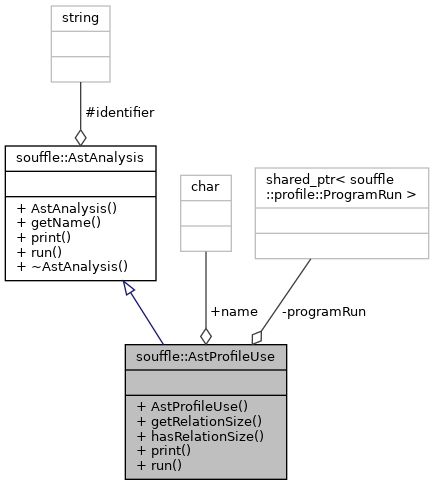 string
#identifier
souffle::AstAnalysis
+ AstAnalysis()
+ getName()
+ print()
+ run()
+ ~AstAnalysis()
char
shared_ptr< souffle
::profile::ProgramRun >
+name
-programRun
souffle::AstProfileUse
+ AstProfileUse()
+ getRelationSize()
+ hasRelationSize()
+ print()
+ run()